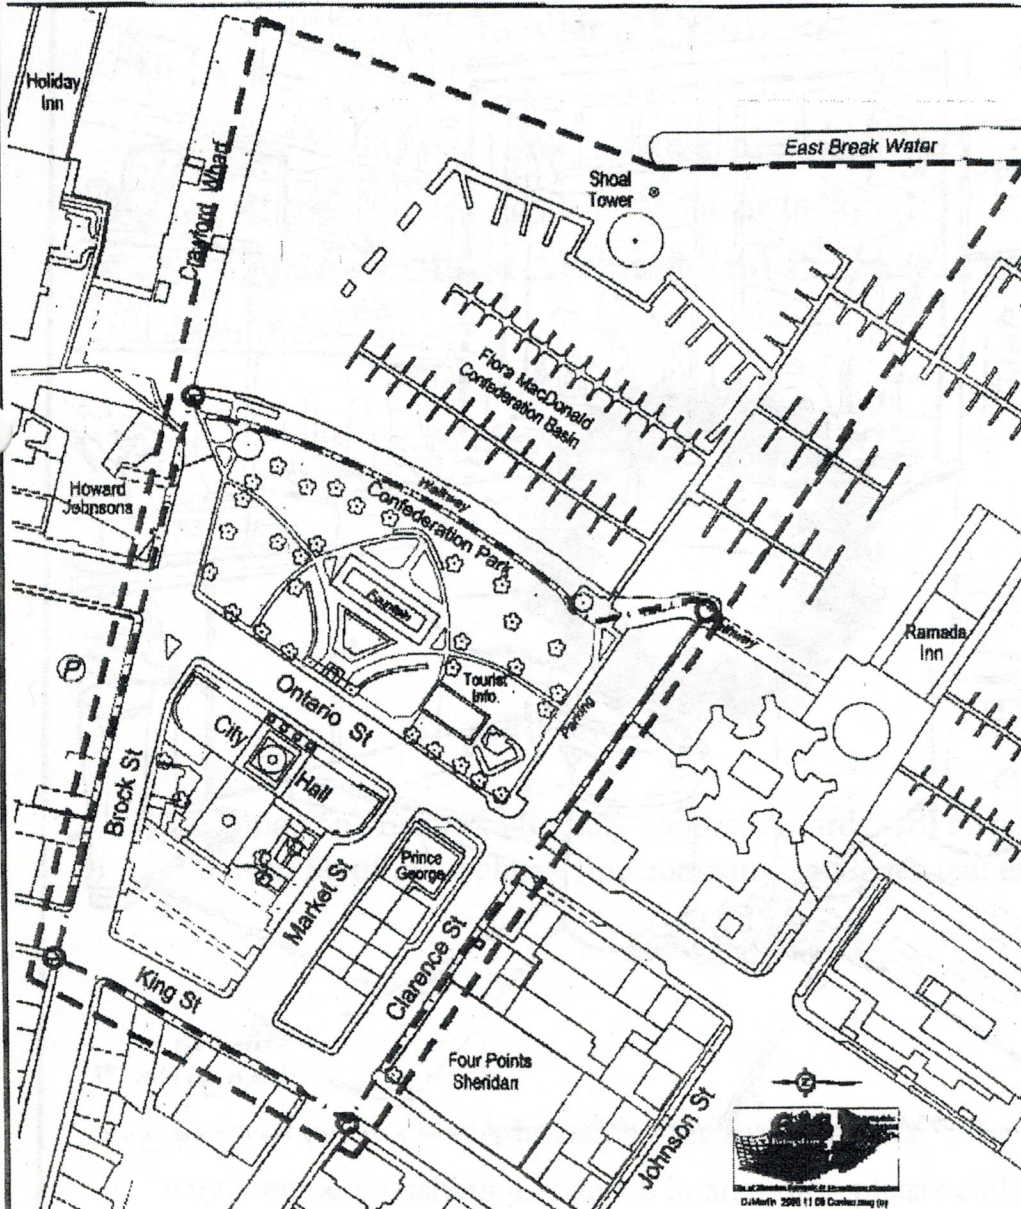 Holiday
Inn
East Break Water
Shoal
Tower
Crawford Wharf
Flora MacDonald
Confederation Basin
Walkway
Confederation Park
Howard
Johnsons
P
Ramada
Inn
Tourist
Info.
Parking
Ontario St
City
Hall
Brock St
Prince
George
Market St
Clarence St
King St
Four Points
Sheridan
Johnson St